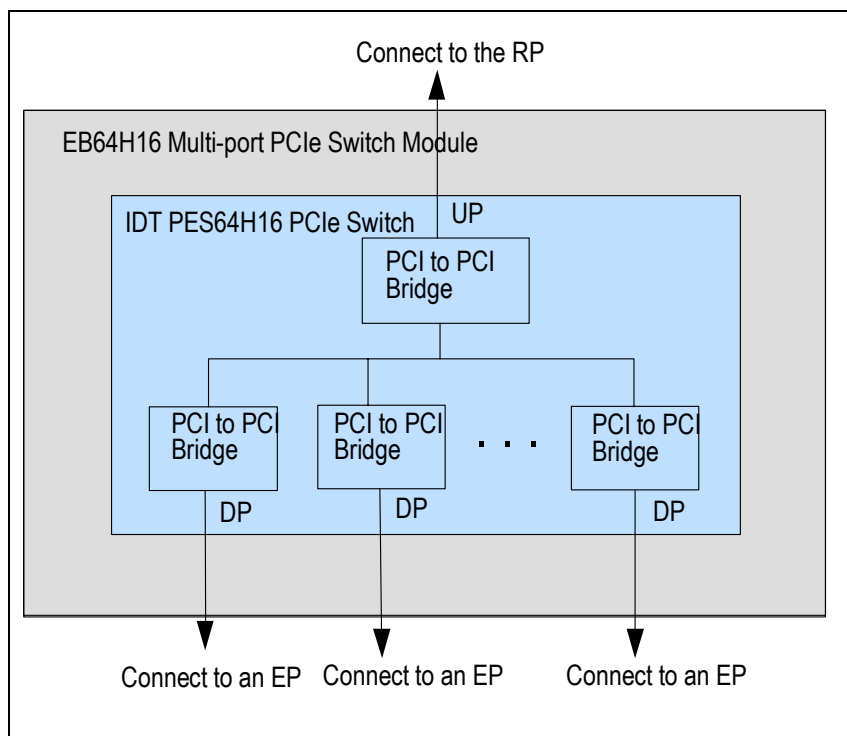 Connect to the RP
EB64H16 Multi-port PCIe Switch Module
IDT PES64H16 PCIe Switch
UP
PCI to PCI
Bridge
PCI to PCI
Bridge
PCI to PCI
Bridge
. . .
PCI to PCI
Bridge
DP
DP
DP
Connect to an EP
Connect to an EP
Connect to an EP